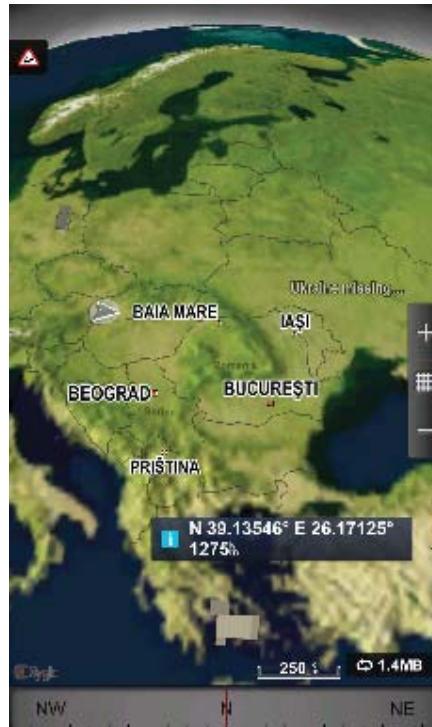 Ukraine missing...
BAIA MARE
IAȘI
BEOGRAD
BUCUREȘTI
PRIŠTINA
N 39.13546° E 26.17125°
1275
250
1.4MB
NW N NE